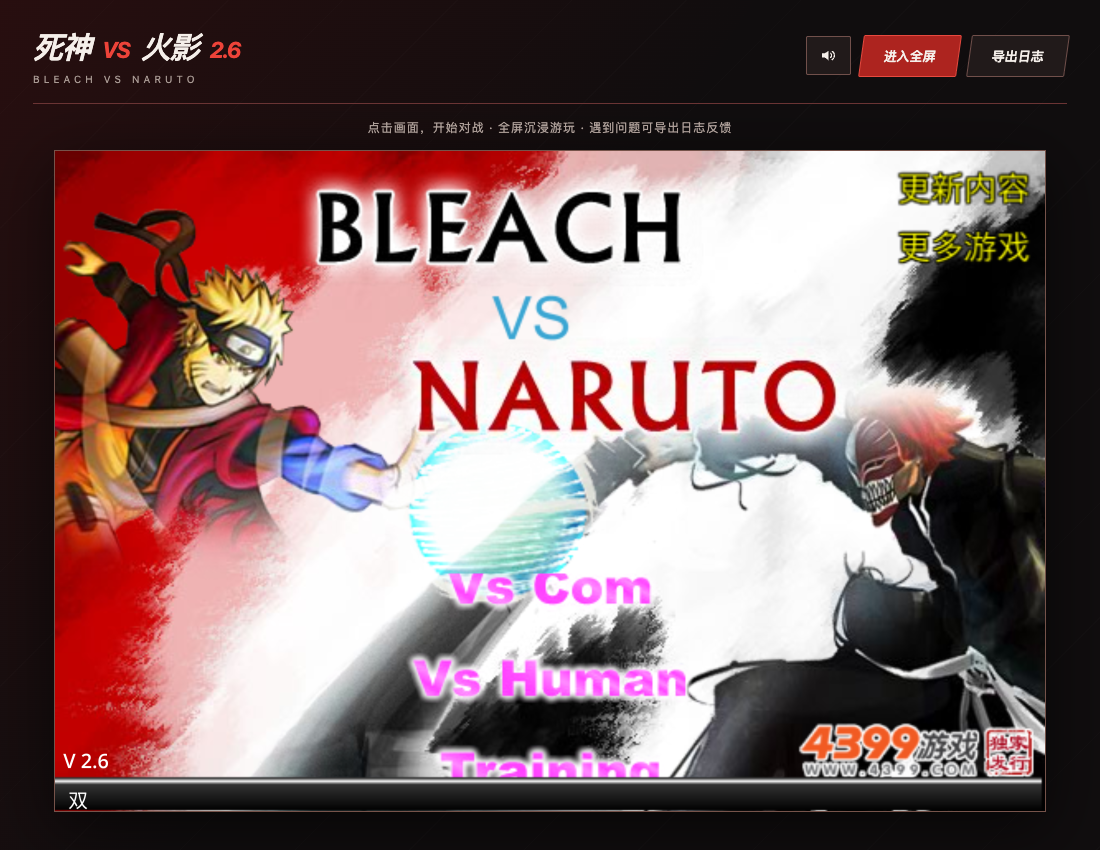 死神 VS 火影 2.6
BLEACH VS NARUTO
进入全屏
导出日志
点击画面，开始对战 · 全屏沉浸游玩 · 遇到问题可导出日志反馈
更新内容
更多游戏
BLEACH
VS
NARUTO
Vs Com
Vs Human
Training
V 2.6
4399游戏
WWW.4399.COM
独家
发行
双